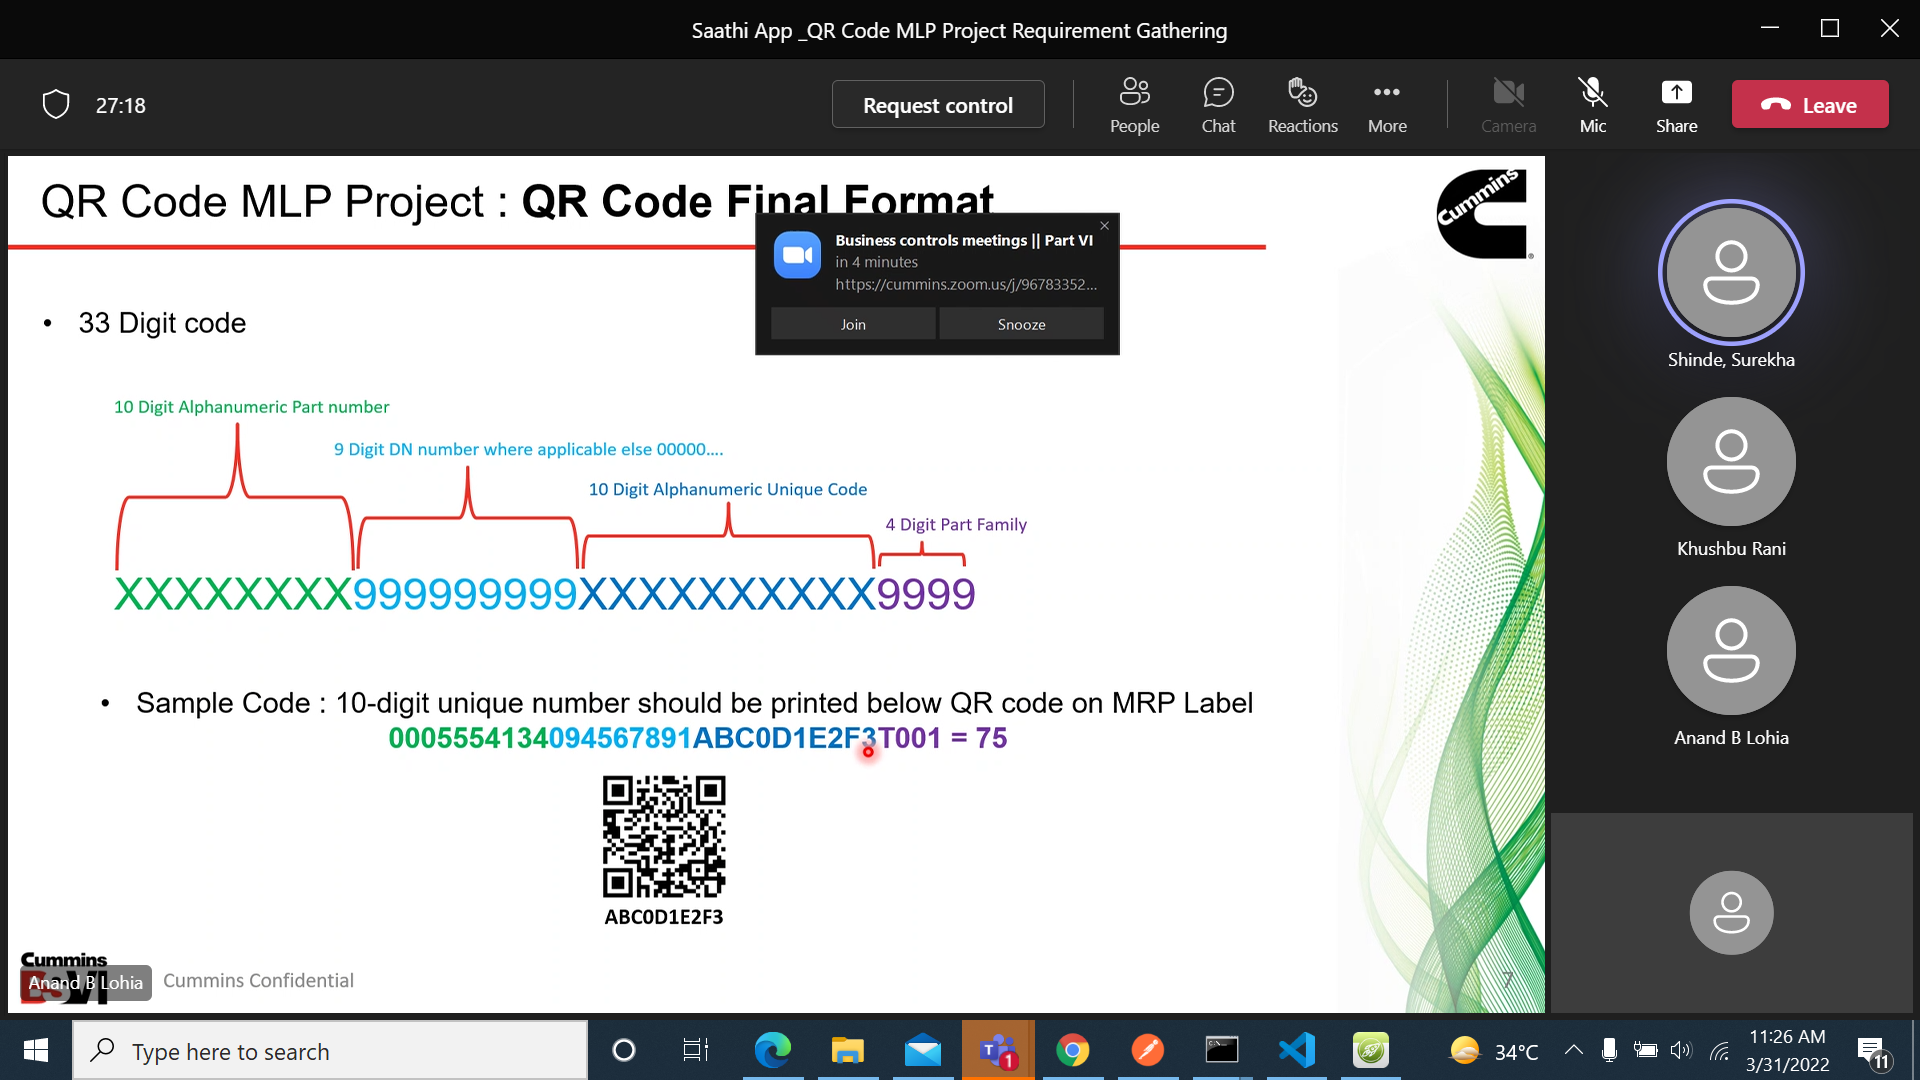 Saathi App _QR Code MLP Project Requirement Gathering
27:18
Request control
People
Chat
Reactions
More
Camera
Mic
Share
Leave
QR Code MLP Project : QR Code Final Format
Cummins
Business controls meetings || Part VI
in 4 minutes
https://cummins.zoom.us/j/96783352...
Join
Snooze
• 33 Digit code
10 Digit Alphanumeric Part number
9 Digit DN number where applicable else 00000....
10 Digit Alphanumeric Unique Code
4 Digit Part Family
XXXXXXXX999999999XXXXXXXXXX9999
• Sample Code : 10-digit unique number should be printed below QR code on MRP Label
0005554134094567891ABC0D1E2F3T001 = 75
ABC0D1E2F3
Cummins
BSVI
Anand B Lohia
Cummins Confidential
7
Shinde, Surekha
Khushbu Rani
Anand B Lohia
Type here to search
1
34°C
11:26 AM
3/31/2022
11